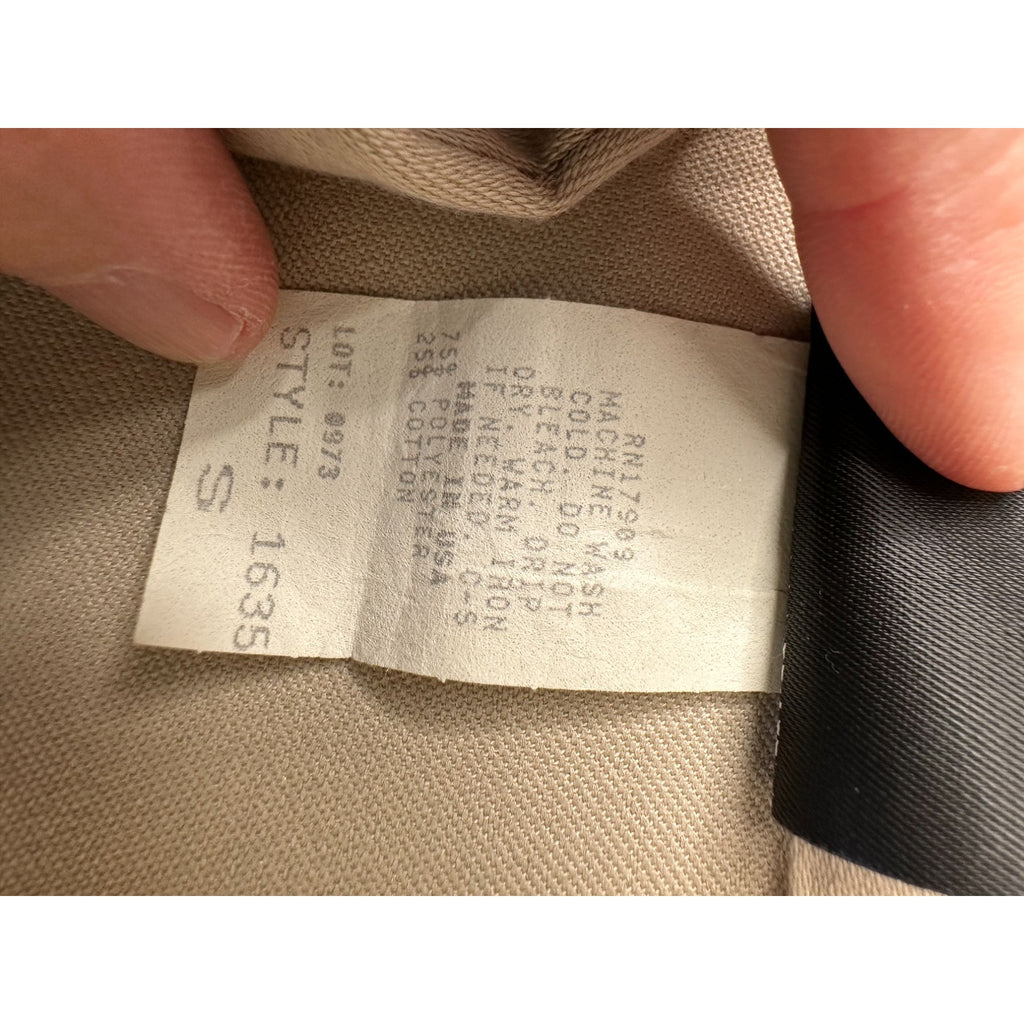 RN17909
MACHINE WASH
COLD. DO NOT
BLEACH. DRIP
DRY. WARM IRON
IF NEEDED. C-S
MADE IN USA
75% POLYESTER
25% COTTON
LOT: 0973
STYLE: 1635
S